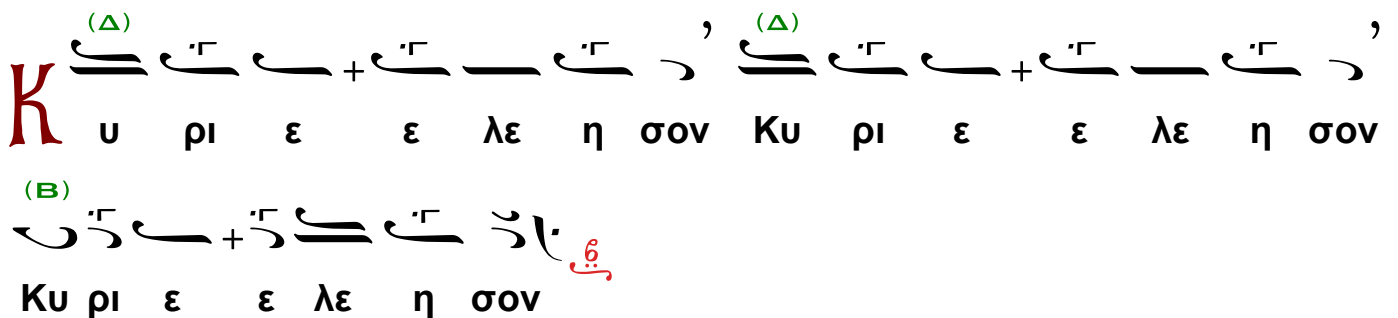 (Δ) (Δ)
Κ υ ρι ε ε λε η σον Κυ ρι ε ε λε η σον
(Β)
Κυ ρι ε ε λε η σον